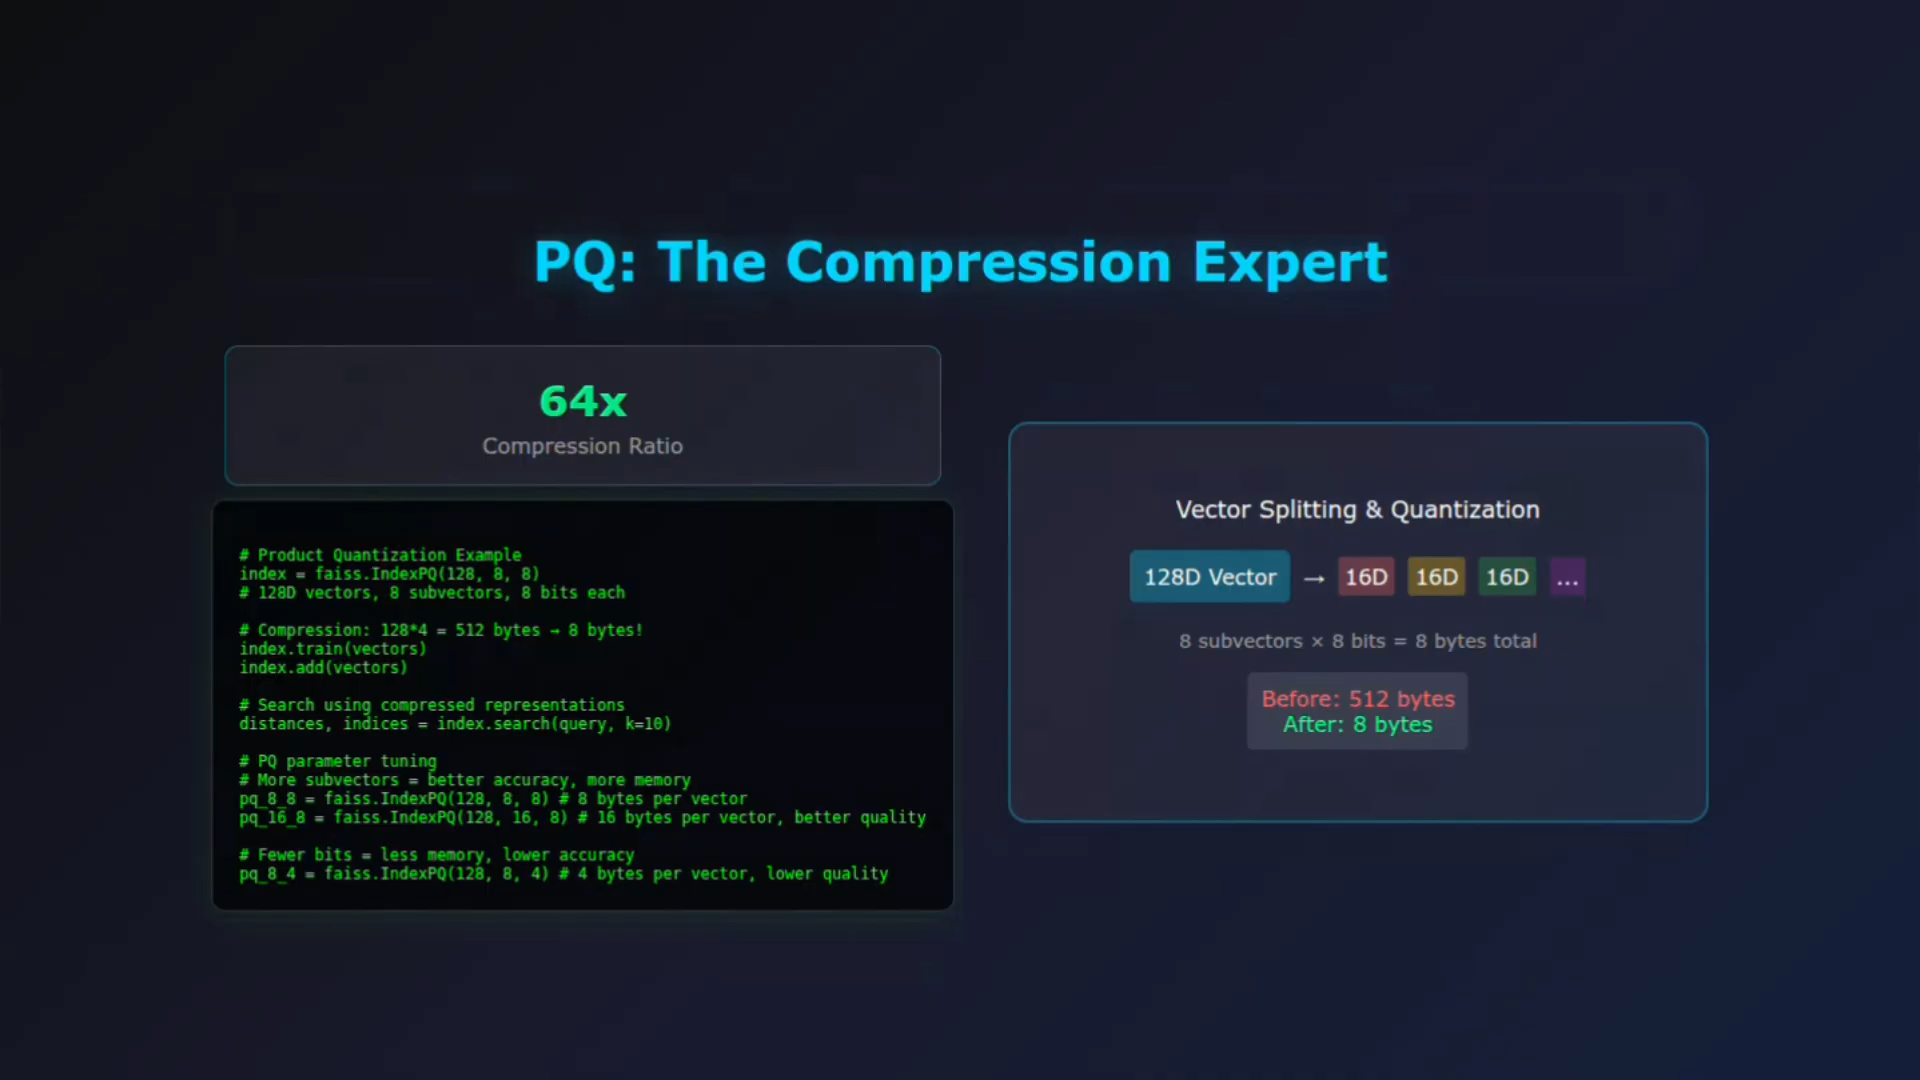 PQ: The Compression Expert
64x
Compression Ratio
# Product Quantization Example
index = faiss.IndexPQ(128, 8, 8)
# 128D vectors, 8 subvectors, 8 bits each
# Compression: 128*4 = 512 bytes → 8 bytes!
index.train(vectors)
index.add(vectors)
# Search using compressed representations
distances, indices = index.search(query, k=10)
# PQ parameter tuning
# More subvectors = better accuracy, more memory
pq_8_8 = faiss.IndexPQ(128, 8, 8) # 8 bytes per vector
pq_16_8 = faiss.IndexPQ(128, 16, 8) # 16 bytes per vector, better quality
# Fewer bits = less memory, lower accuracy
pq_8_4 = faiss.IndexPQ(128, 8, 4) # 4 bytes per vector, lower quality
Vector Splitting & Quantization
128D Vector → 16D 16D 16D ...
8 subvectors × 8 bits = 8 bytes total
Before: 512 bytes
After: 8 bytes